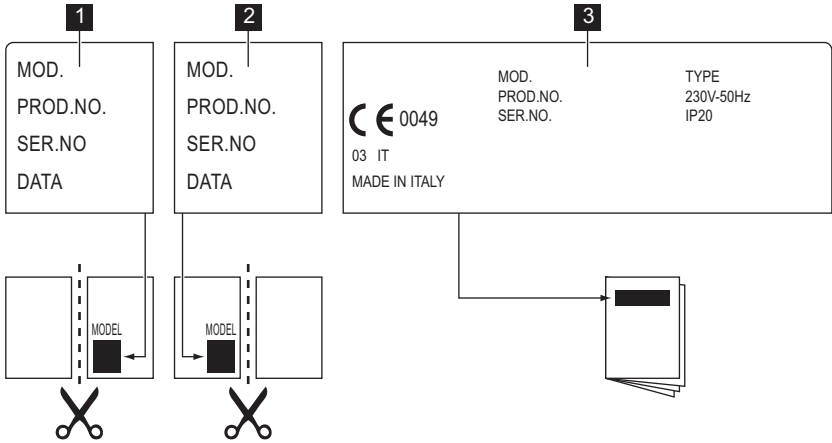 1
2
3
MOD.
PROD.NO.
SER.NO
DATA
MOD.
PROD.NO.
SER.NO
DATA
MOD.
PROD.NO.
SER.NO.
TYPE
230V-50Hz
IP20
CE 0049
03 IT
MADE IN ITALY
MODEL
MODEL